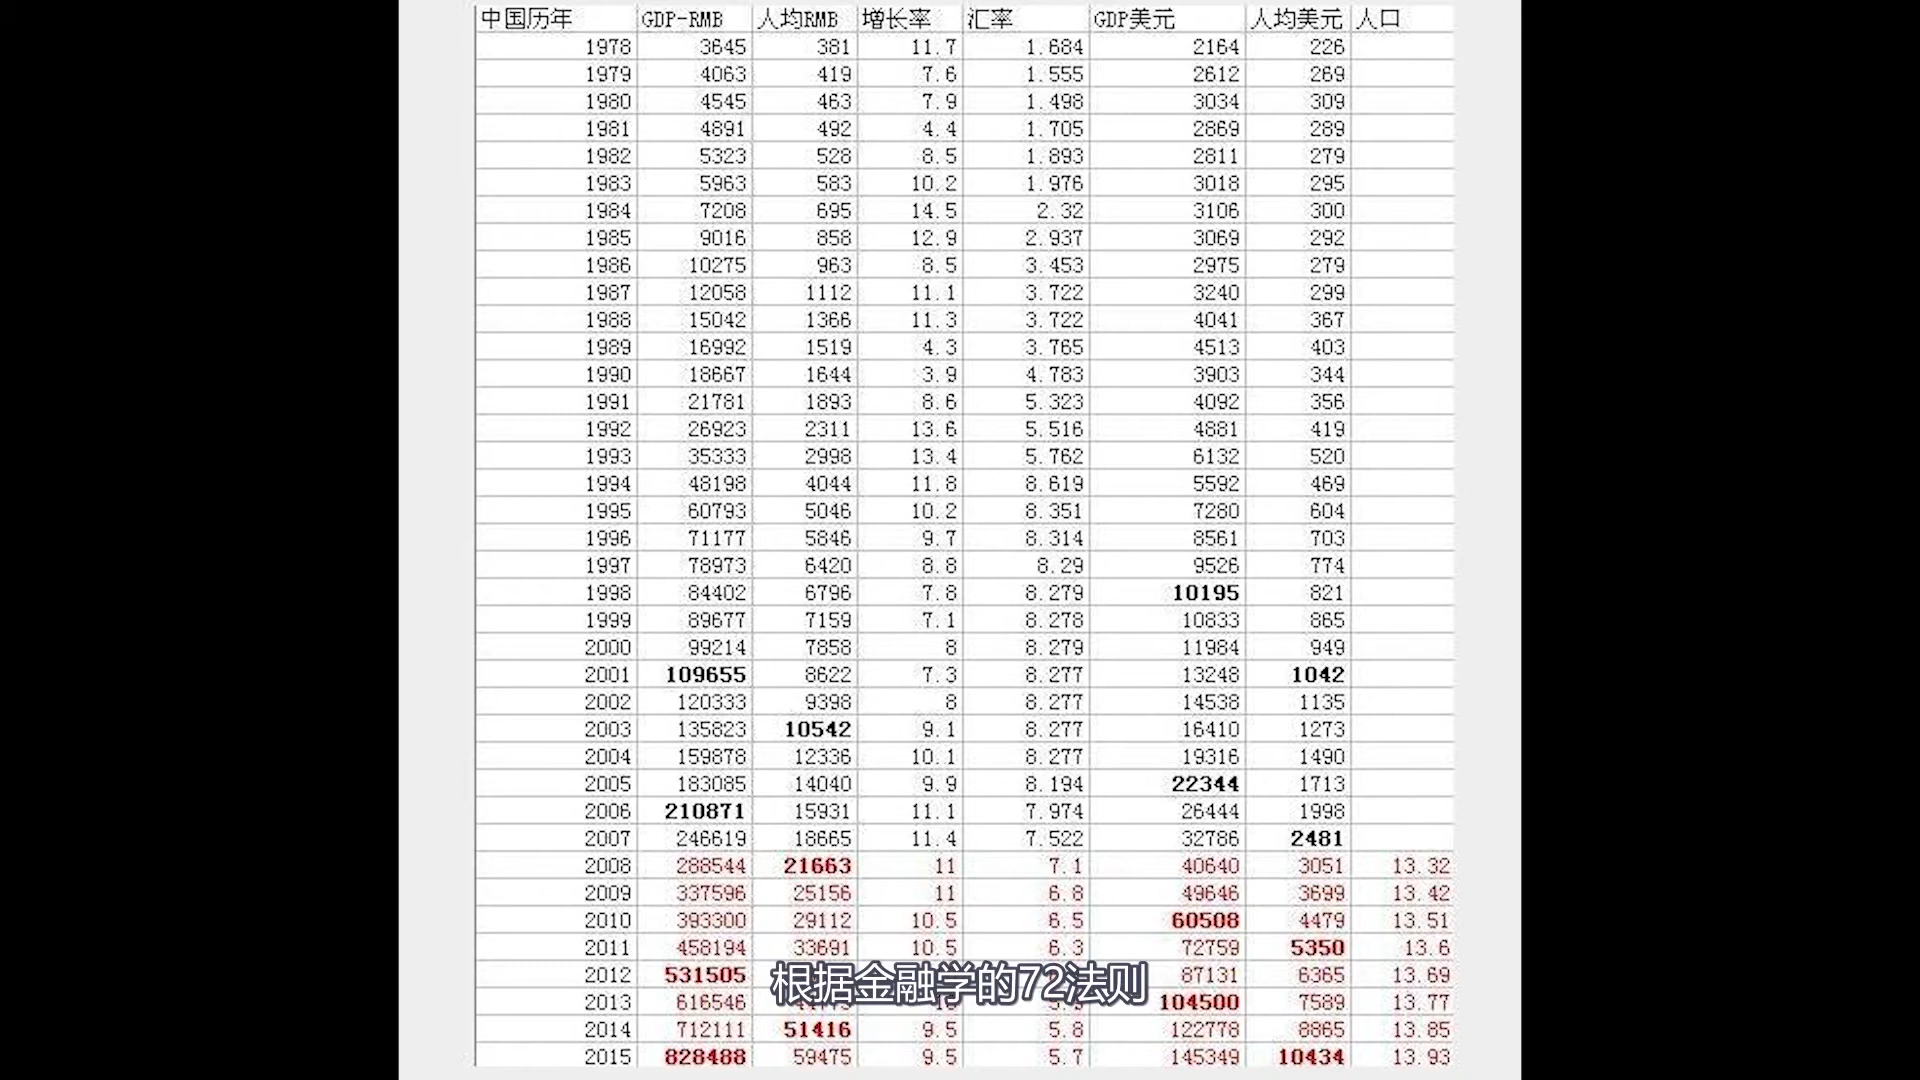 中国历年 GDP-RMB 人均RMB 增长率 汇率 GDP美元 人均美元 人口
1978 3645 381 11.7 1.684 2164 226
1979 4063 419 7.6 1.555 2612 269
1980 4545 463 7.9 1.498 3034 309
1981 4891 492 4.4 1.705 2869 289
1982 5323 528 8.5 1.893 2811 279
1983 5963 583 10.2 1.976 3018 295
1984 7208 695 14.5 2.32 3106 300
1985 9016 858 12.9 2.937 3069 292
1986 10275 963 8.5 3.453 2975 279
1987 12058 1112 11.1 3.722 3240 299
1988 15042 1366 11.3 3.722 4041 367
1989 16992 1519 4.3 3.765 4513 403
1990 18667 1644 3.9 4.783 3903 344
1991 21781 1893 8.6 5.323 4092 356
1992 26923 2311 13.6 5.516 4881 419
1993 35333 2998 13.4 5.762 6132 520
1994 48198 4044 11.8 8.619 5592 469
1995 60793 5046 10.2 8.351 7280 604
1996 71177 5846 9.7 8.314 8561 703
1997 78973 6420 8.8 8.29 9526 774
1998 84402 6796 7.8 8.279 10195 821
1999 89677 7159 7.1 8.278 10833 865
2000 99214 7858 8 8.279 11984 949
2001 109655 8622 7.3 8.277 13248 1042
2002 120333 9398 8 8.277 14538 1135
2003 135823 10542 9.1 8.277 16410 1273
2004 159878 12336 10.1 8.277 19316 1490
2005 183085 14040 9.9 8.194 22344 1713
2006 210871 15931 11.1 7.974 26444 1998
2007 246619 18665 11.4 7.522 32786 2481
2008 288544 21663 11 7.1 40640 3051 13.32
2009 337596 25156 11 6.8 49646 3699 13.42
2010 393300 29112 10.5 6.5 60508 4479 13.51
2011 458194 33691 10.5 6.3 72759 5350 13.6
2012 531505 87131 6365 13.69
根据金融学的72法则
2013 616546 104500 7589 13.77
2014 712111 51416 9.5 5.8 122778 8865 13.85
2015 828488 59475 9.5 5.7 145349 10434 13.93